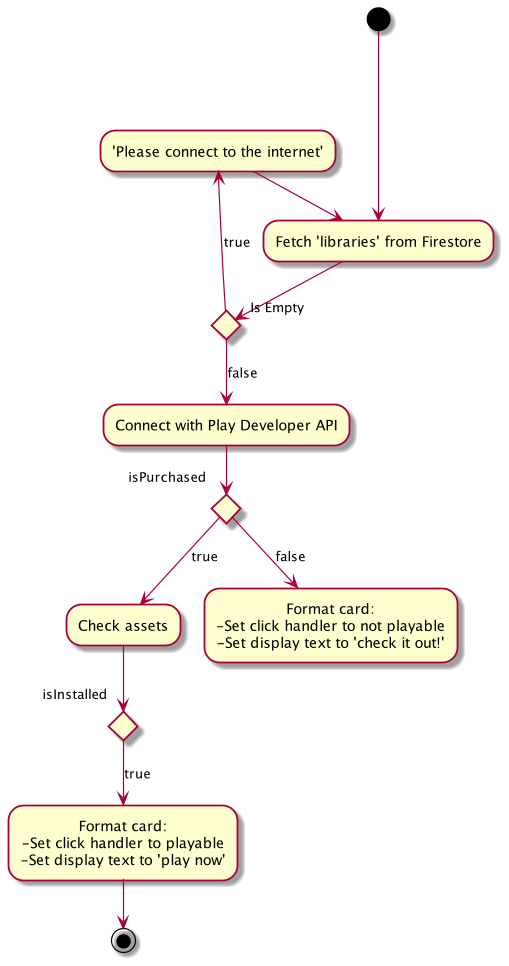 'Please connect to the internet'
Fetch 'libraries' from Firestore
true
Is Empty
false
Connect with Play Developer API
isPurchased
true
false
Format card:
-Set click handler to not playable
-Set display text to 'check it out!'
Check assets
isInstalled
true
Format card:
-Set click handler to playable
-Set display text to 'play now'